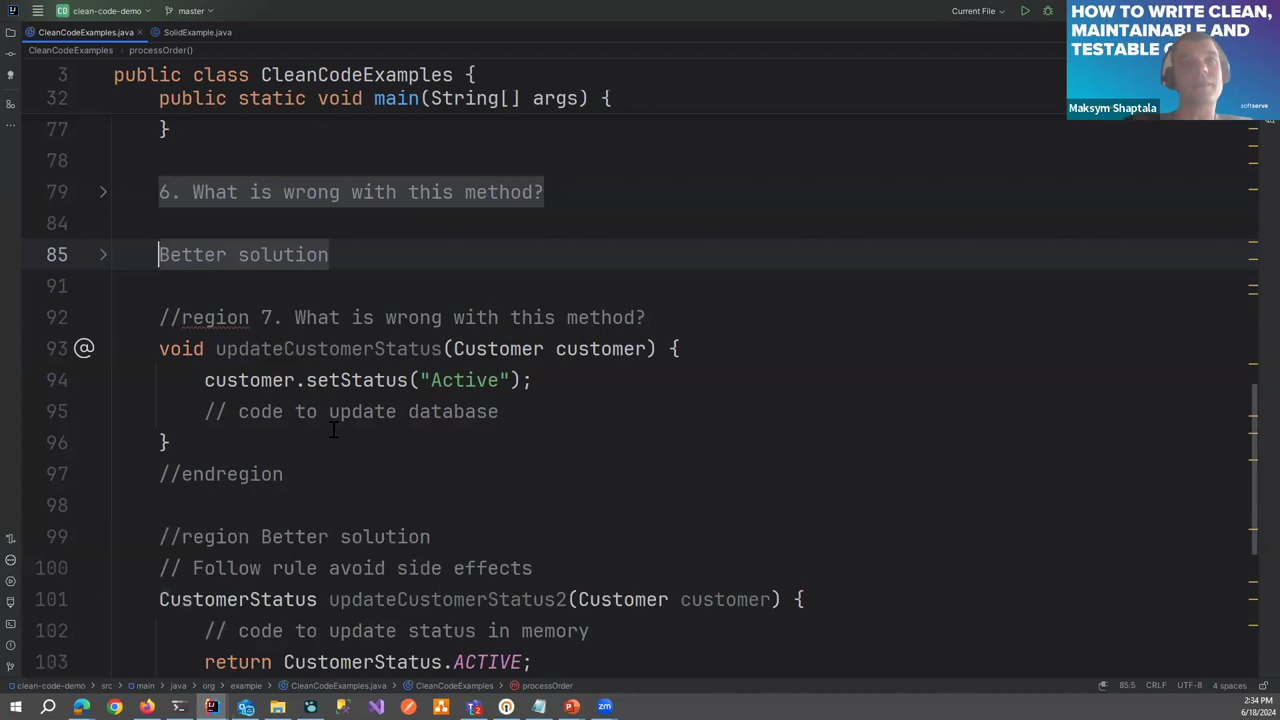 clean-code-demo
master
Current File
CleanCodeExamples.java
SolidExample.java
CleanCodeExamples
processOrder()
HOW TO WRITE CLEAN,
MAINTAINABLE AND
TESTABLE
Maksym Shaptala
softserve
3 public class CleanCodeExamples {
32 public static void main(String[] args) {
77 }
78
79 6. What is wrong with this method?
84
85 Better solution
91
92 //region 7. What is wrong with this method?
93 @ void updateCustomerStatus(Customer customer) {
94 customer.setStatus("Active");
95 // code to update database
96 }
97 //endregion
98
99 //region Better solution
100 // Follow rule avoid side effects
101 CustomerStatus updateCustomerStatus2(Customer customer) {
102 // code to update status in memory
103 return CustomerStatus.ACTIVE;
clean-code-demo > src > main > java > org > example > CleanCodeExamples.java > CleanCodeExamples > processOrder
85:5 CRLF UTF-8 4 spaces
2:34 PM
6/18/2024